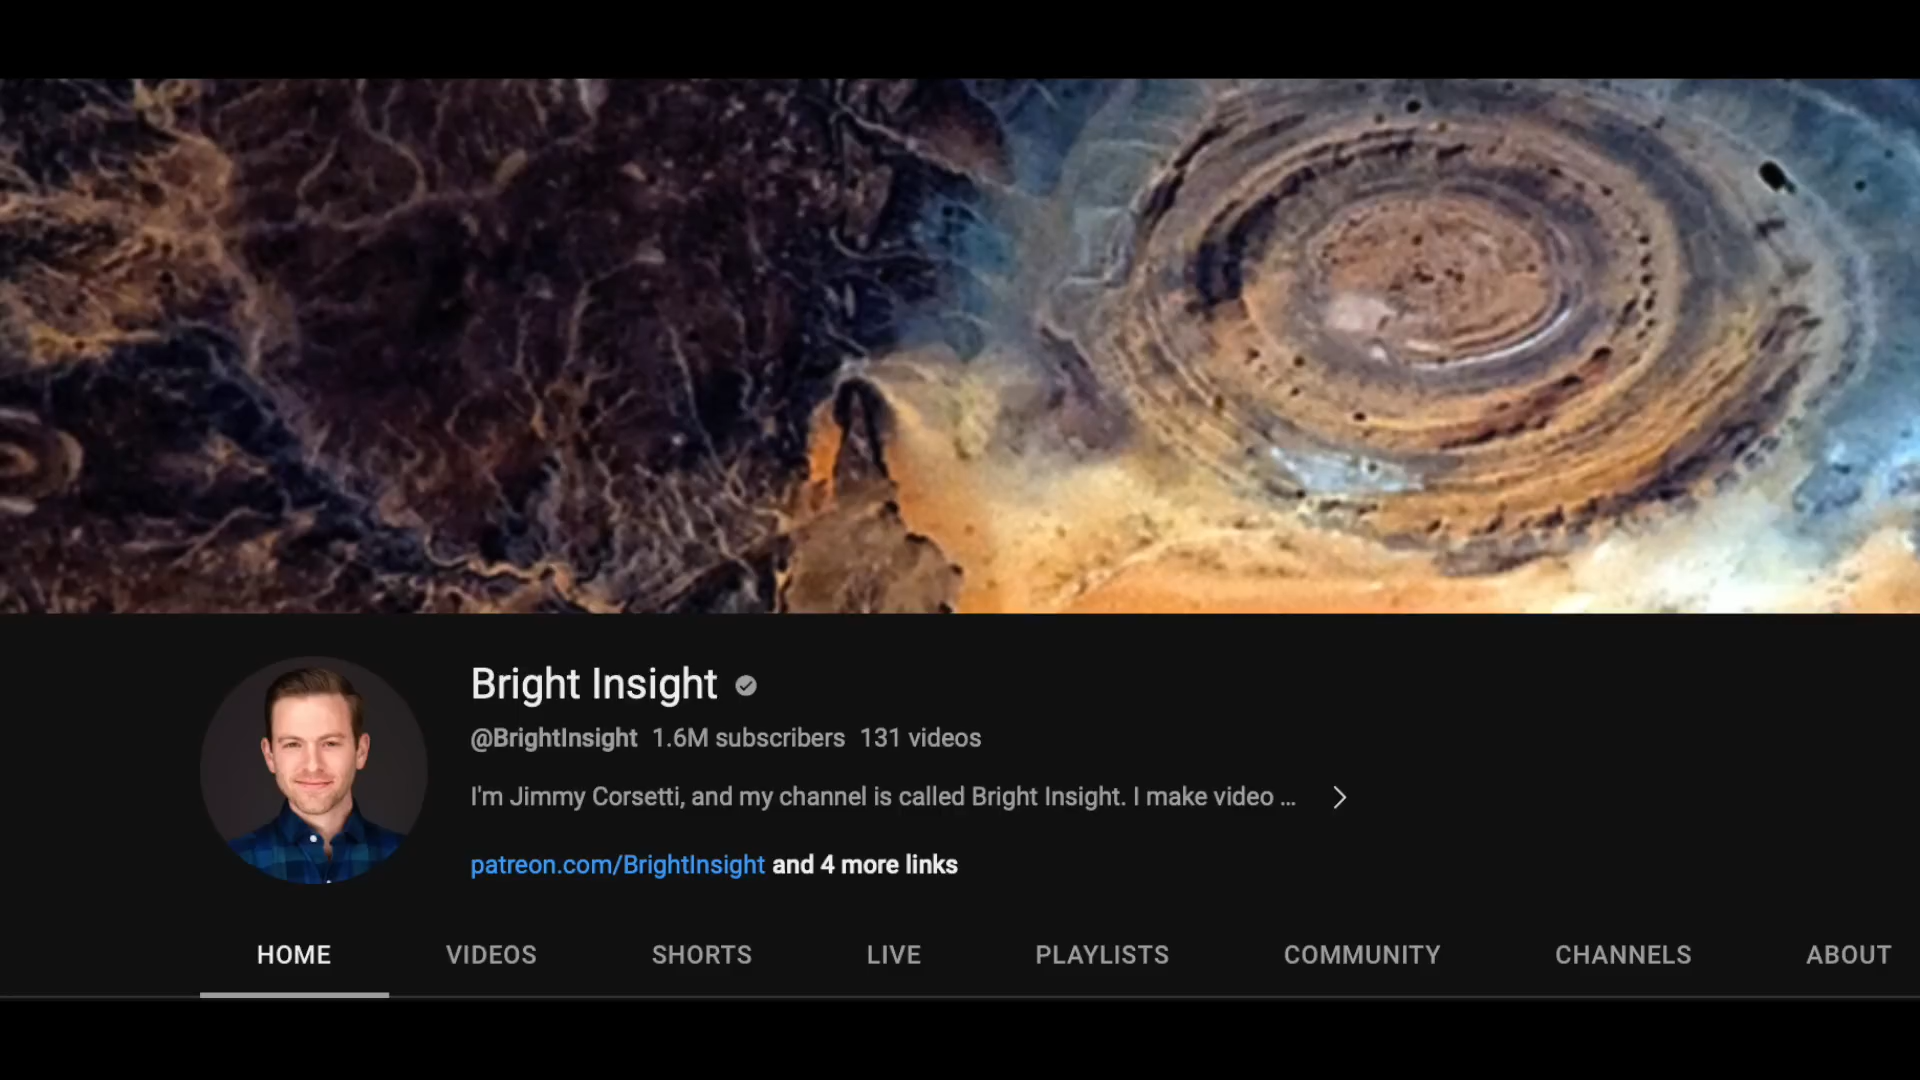 Bright Insight
@BrightInsight 1.6M subscribers 131 videos
I'm Jimmy Corsetti, and my channel is called Bright Insight. I make video ...
patreon.com/BrightInsight and 4 more links
HOME VIDEOS SHORTS LIVE PLAYLISTS COMMUNITY CHANNELS ABOUT